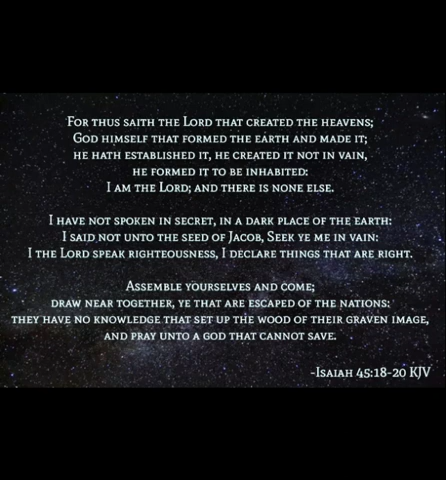 For thus saith the Lord that created the heavens;
God himself that formed the earth and made it;
he hath established it, he created it not in vain,
he formed it to be inhabited:
I am the Lord; and there is none else.
I have not spoken in secret, in a dark place of the earth:
I said not unto the seed of Jacob, Seek ye me in vain:
I the Lord speak righteousness, I declare things that are right.
Assemble yourselves and come;
draw near together, ye that are escaped of the nations:
they have no knowledge that set up the wood of their graven image,
and pray unto a god that cannot save.
-Isaiah 45:18-20 KJV